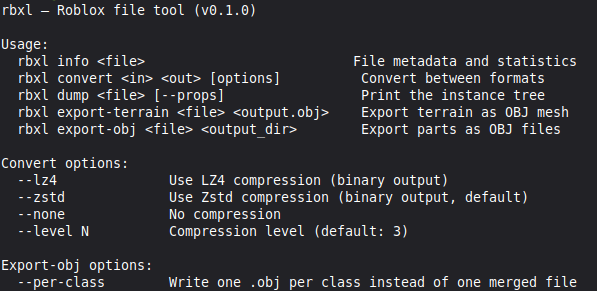 rbxl — Roblox file tool (v0.1.0)
Usage:
rbxl info <file> File metadata and statistics
rbxl convert <in> <out> [options] Convert between formats
rbxl dump <file> [--props] Print the instance tree
rbxl export-terrain <file> <output.obj> Export terrain as OBJ mesh
rbxl export-obj <file> <output_dir> Export parts as OBJ files
Convert options:
--lz4 Use LZ4 compression (binary output)
--zstd Use Zstd compression (binary output, default)
--none No compression
--level N Compression level (default: 3)
Export-obj options:
--per-class Write one .obj per class instead of one merged file